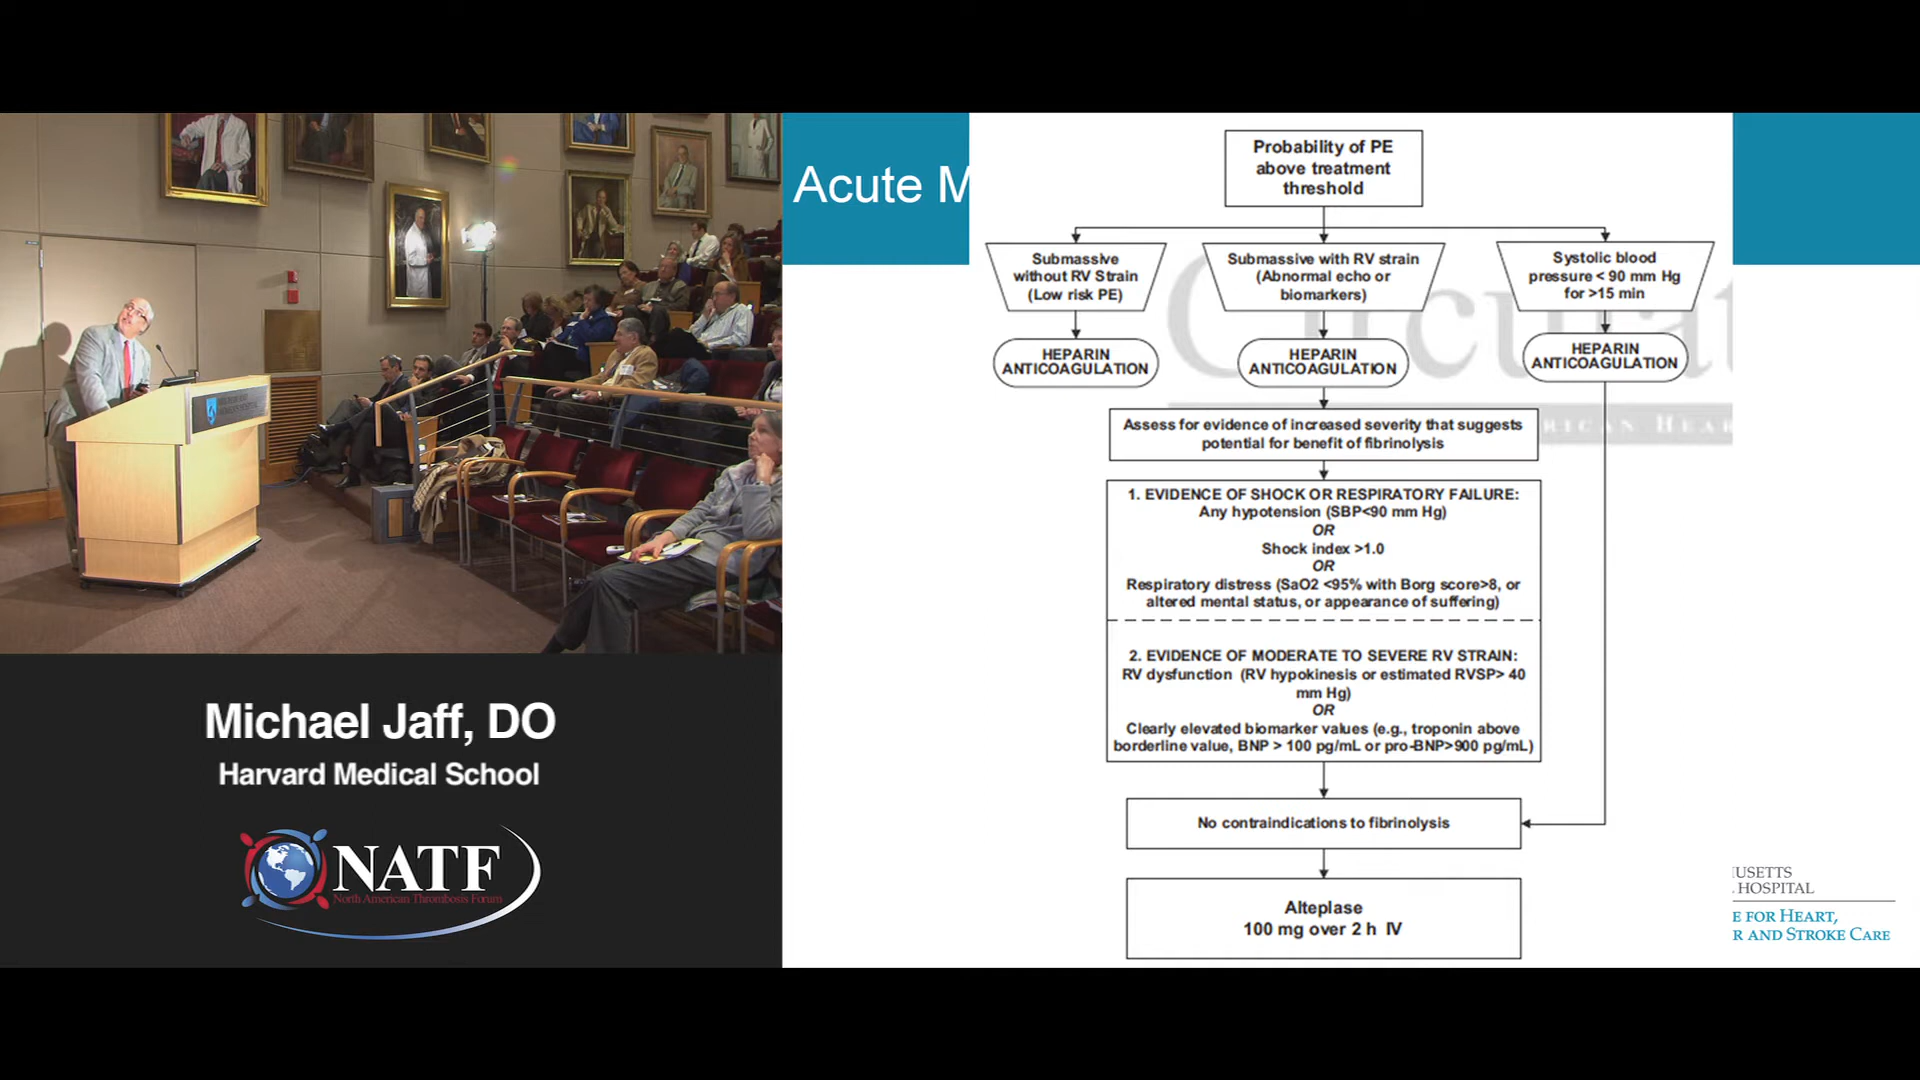 Acute M
Probability of PE
above treatment
threshold
Submassive
without RV Strain
(Low risk PE)
Submassive with RV strain
(Abnormal echo or
biomarkers)
Systolic blood
pressure < 90 mm Hg
for >15 min
HEPARIN
ANTICOAGULATION
HEPARIN
ANTICOAGULATION
HEPARIN
ANTICOAGULATION
Assess for evidence of increased severity that suggests
potential for benefit of fibrinolysis
1. EVIDENCE OF SHOCK OR RESPIRATORY FAILURE:
Any hypotension (SBP<90 mm Hg)
OR
Shock index >1.0
OR
Respiratory distress (SaO2 <95% with Borg score>8, or
altered mental status, or appearance of suffering)
2. EVIDENCE OF MODERATE TO SEVERE RV STRAIN:
RV dysfunction (RV hypokinesis or estimated RVSP> 40
mm Hg)
OR
Clearly elevated biomarker values (e.g., troponin above
borderline value, BNP > 100 pg/mL or pro-BNP>900 pg/mL)
No contraindications to fibrinolysis
Alteplase
100 mg over 2 h IV
Circulat
RICAN HEAR
USETTS
HOSPITAL
E FOR HEART,
R AND STROKE CARE
Michael Jaff, DO
Harvard Medical School
NATF
North American Thrombosis Forum